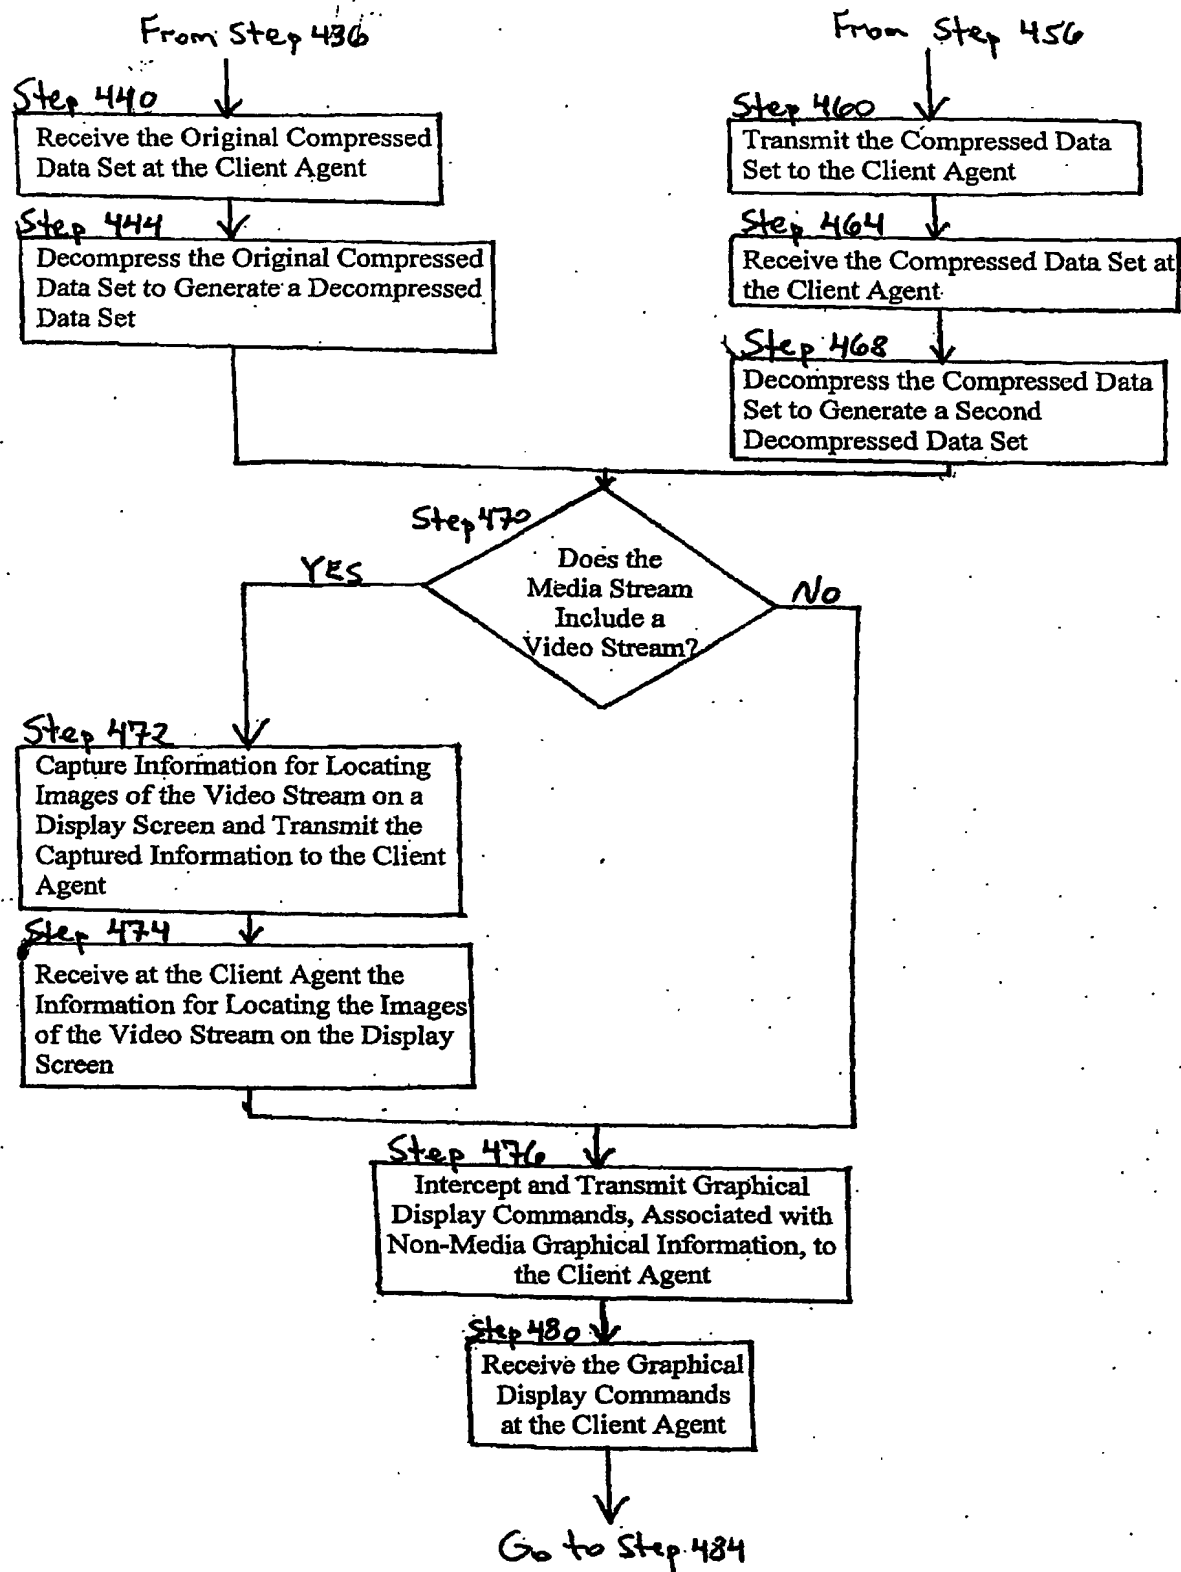 From Step 436
Step 440
Receive the Original Compressed
Data Set at the Client Agent
Step 444
Decompress the Original Compressed
Data Set to Generate a Decompressed
Data Set
From Step 456
Step 460
Transmit the Compressed Data
Set to the Client Agent
Step 464
Receive the Compressed Data Set at
the Client Agent
Step 468
Decompress the Compressed Data
Set to Generate a Second
Decompressed Data Set
Step 470
Does the
Media Stream
Include a
Video Stream?
YES
No
Step 472
Capture Information for Locating
Images of the Video Stream on a
Display Screen and Transmit the
Captured Information to the Client
Agent
Step 474
Receive at the Client Agent the
Information for Locating the Images
of the Video Stream on the Display
Screen
Step 476
Intercept and Transmit Graphical
Display Commands, Associated with
Non-Media Graphical Information, to
the Client Agent
Step 480
Receive the Graphical
Display Commands
at the Client Agent
Go to Step 484